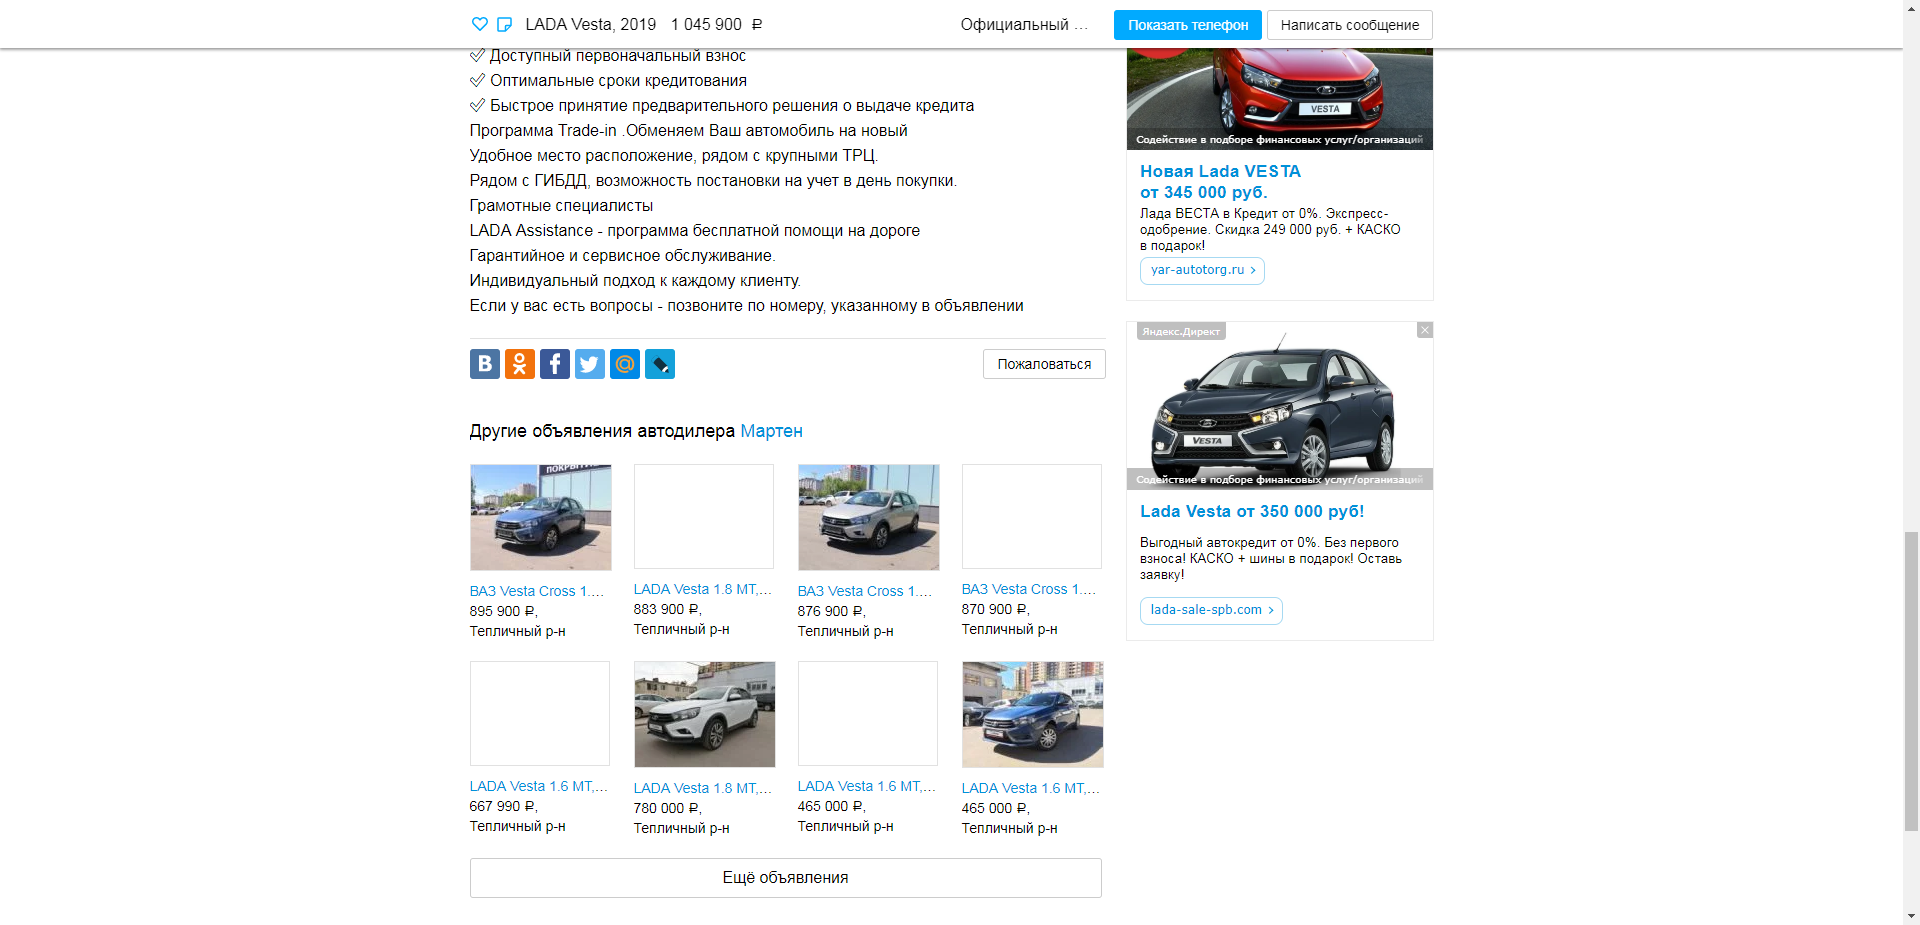 LADA Vesta, 2019 1 045 900 ₽
Официальный ...
Показать телефон
Написать сообщение
Доступный первоначальный взнос
Оптимальные сроки кредитования
Быстрое принятие предварительного решения о выдаче кредита
Программа Trade-in .Обменяем Ваш автомобиль на новый
Удобное место расположение, рядом с крупными ТРЦ.
Рядом с ГИБДД, возможность постановки на учет в день покупки.
Грамотные специалисты
LADA Assistance - программа бесплатной помощи на дороге
Гарантийное и сервисное обслуживание.
Индивидуальный подход к каждому клиенту.
Если у вас есть вопросы - позвоните по номеру, указанному в объявлении
Пожаловаться
Другие объявления автодилера Мартен
ПОКРЫТИЕ
ВАЗ Vesta Cross 1....
895 900 ₽,
Тепличный р-н
LADA Vesta 1.8 MT,...
883 900 ₽,
Тепличный р-н
ВАЗ Vesta Cross 1....
876 900 ₽,
Тепличный р-н
ВАЗ Vesta Cross 1....
870 900 ₽,
Тепличный р-н
LADA Vesta 1.6 MT,...
667 990 ₽,
Тепличный р-н
LADA Vesta 1.8 MT,...
780 000 ₽,
Тепличный р-н
LADA Vesta 1.6 MT,...
465 000 ₽,
Тепличный р-н
LADA Vesta 1.6 MT,...
465 000 ₽,
Тепличный р-н
Ещё объявления
VESTA
Содействие в подборе финансовых услуг/организаций
Новая Lada VESTA
от 345 000 руб.
Лада ВЕСТА в Кредит от 0%. Экспресс-
одобрение. Скидка 249 000 руб. + КАСКО
в подарок!
yar-autotorg.ru
Яндекс.Директ
VESTA
Содействие в подборе финансовых услуг/организаций
Lada Vesta от 350 000 руб!
Выгодный автокредит от 0%. Без первого
взноса! КАСКО + шины в подарок! Оставь
заявку!
lada-sale-spb.com